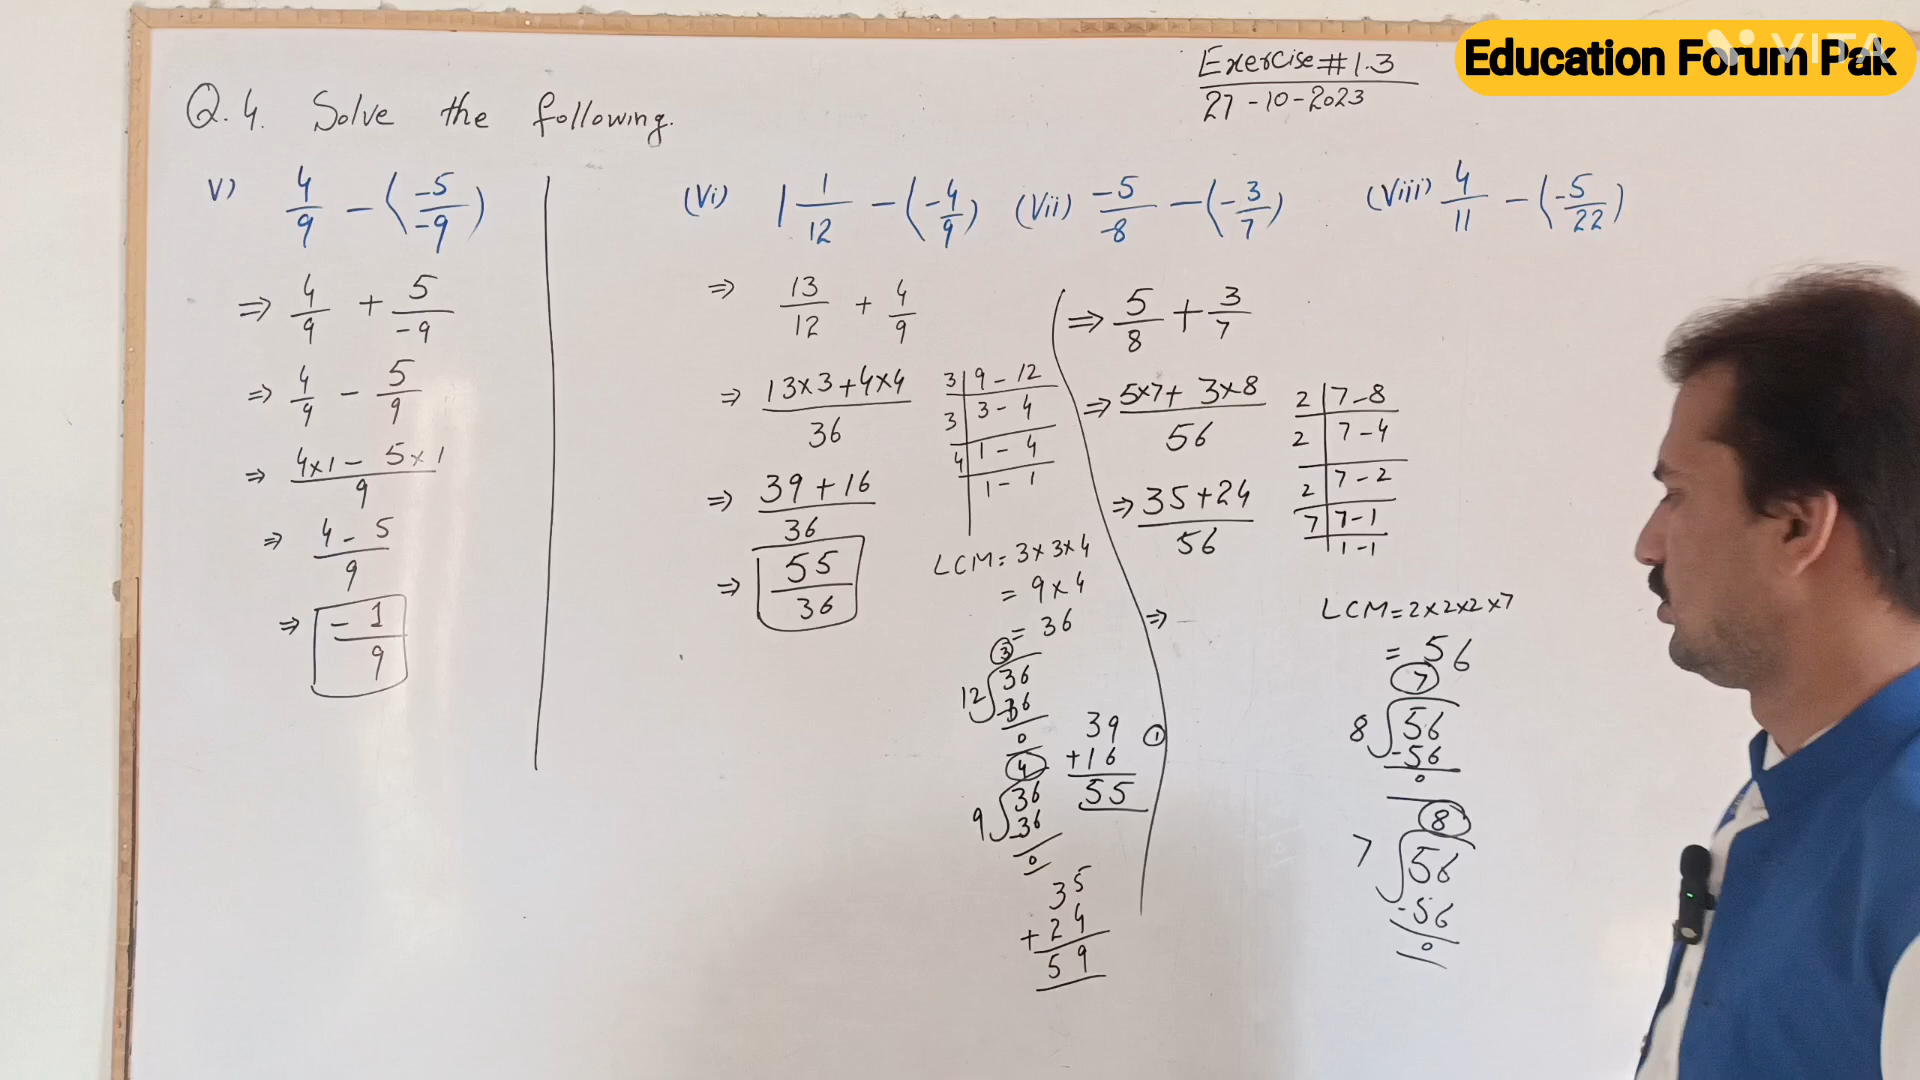 Education Forum Pak
VITA
Exercise # 1.3
27-10-2023
Q.4. Solve the following.
V) 4/9 - (-5/-9)
⇒ 4/9 + 5/-9
⇒ 4/9 - 5/9
⇒ 4×1 - 5×1/9
⇒ 4-5/9
⇒ -1/9
(Vi) 1 1/12 - (-4/9)
⇒ 13/12 + 4/9
⇒ 13×3+4×4/36
⇒ 39+16/36
⇒ 55/36
3 | 9 - 12
3 | 3 - 4
4 | 1 - 4
1 - 1
LCM = 3×3×4
= 9×4
= 36
3
12 36
-36
0
4
9 36
-36
0
39
+16
55
1
35
+24
59
(Vii) -5/-8 - (-3/7)
⇒ 5/8 + 3/7
⇒ 5×7+ 3×8/56
⇒ 35+24/56
⇒
2 | 7-8
2 | 7-4
2 | 7-2
7 | 7-1
1-1
LCM = 2×2×2×7
= 56
7
8 56
-56
0
8
7 56
-56
0
(Viii) 4/11 - (-5/22)